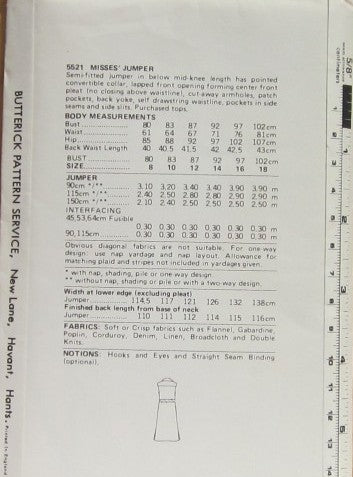 5521 MISSES' JUMPER
Semi-fitted jumper in below mid-knee length has pointed
convertible collar, lapped front opening forming center front
pleat (no closing above waistline), cut-away armholes, patch
pockets, back yoke, self drawstring waistline, pockets in side
seams and side slits. Purchased tops.
BODY MEASUREMENTS
Bust 80 83 87 92 97 102cm
Waist 61 64 67 71 76 81cm
Hip 85 88 92 97 102 107cm
Back Waist Length 40 40.5 41.5 42 42.5 43cm
BUST 80 83 87 92 97 102cm
SIZE 8 10 12 14 16 18
JUMPER
90cm */** 3.10 3.20 3.40 3.40 3.90 3.90 m
115cm */** 2.40 2.50 2.80 2.80 2.90 2.90 m
150cm */** 2.10 2.40 2.50 2.50 2.50 2.50 m
INTERFACING
45,53,64cm Fusible
0.30 0.30 0.30 0.30 0.30 0.30 m
90,115cm 0.30 0.30 0.30 0.30 0.30 0.30 m
Obvious diagonal fabrics are not suitable. For one-way
design: use nap yardage and nap layout. Allowance for
matching plaid and stripes not included in yardages given.
* with nap, shading, pile or one way design.
** without nap, shading or pile or with a two-way design.
Width at lower edge (excluding pleat)
Jumper 114.5 117 121 126 132 138cm
Finished back length from base of neck
Jumper 110 111 112 114 115 116cm
FABRICS: Soft or Crisp fabrics such as Flannel, Gabardine,
Poplin, Corduroy, Denim, Linen, Broadcloth and Double
Knits.
NOTIONS: Hooks and Eyes and Straight Seam Binding
(optional).
BUTTERICK PATTERN SERVICE, New Lane, Havant, Hants. Printed in England
5/8"
centimeters